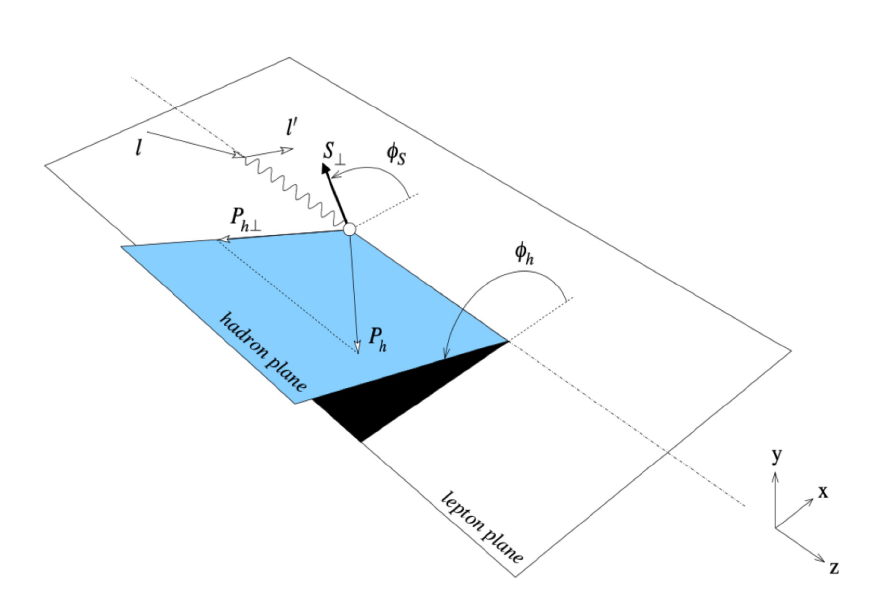 l
l′
S⊥
ϕS
Ph⊥
ϕh
Ph
hadron plane
lepton plane
y
x
z